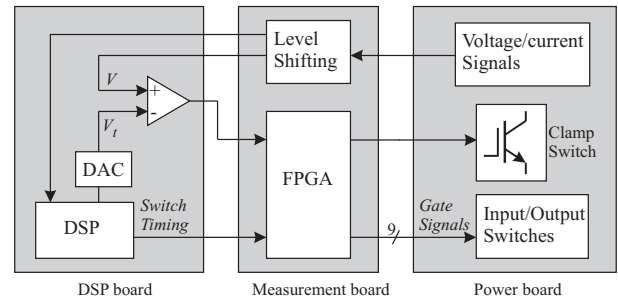 Level
Shifting
Voltage/current
Signals
V
+
-
V_t
DAC
DSP
Switch
Timing
FPGA
Clamp
Switch
9
Gate
Signals
Input/Output
Switches
DSP board
Measurement board
Power board